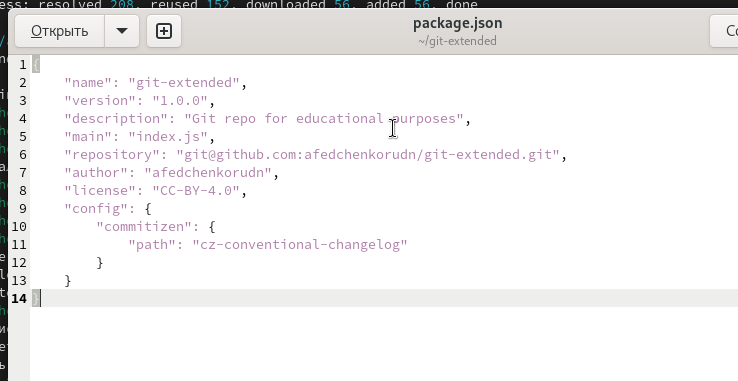 ess: resolved 208, reused 152, downloaded 56, added 56, done
Открыть
package.json
~/git-extended
1 {
2 "name": "git-extended",
3 "version": "1.0.0",
4 "description": "Git repo for educational purposes",
5 "main": "index.js",
6 "repository": "git@github.com:afedchenkorudn/git-extended.git",
7 "author": "afedchenkorudn",
8 "license": "CC-BY-4.0",
9 "config": {
10 "commitizen": {
11 "path": "cz-conventional-changelog"
12 }
13 }
14 }